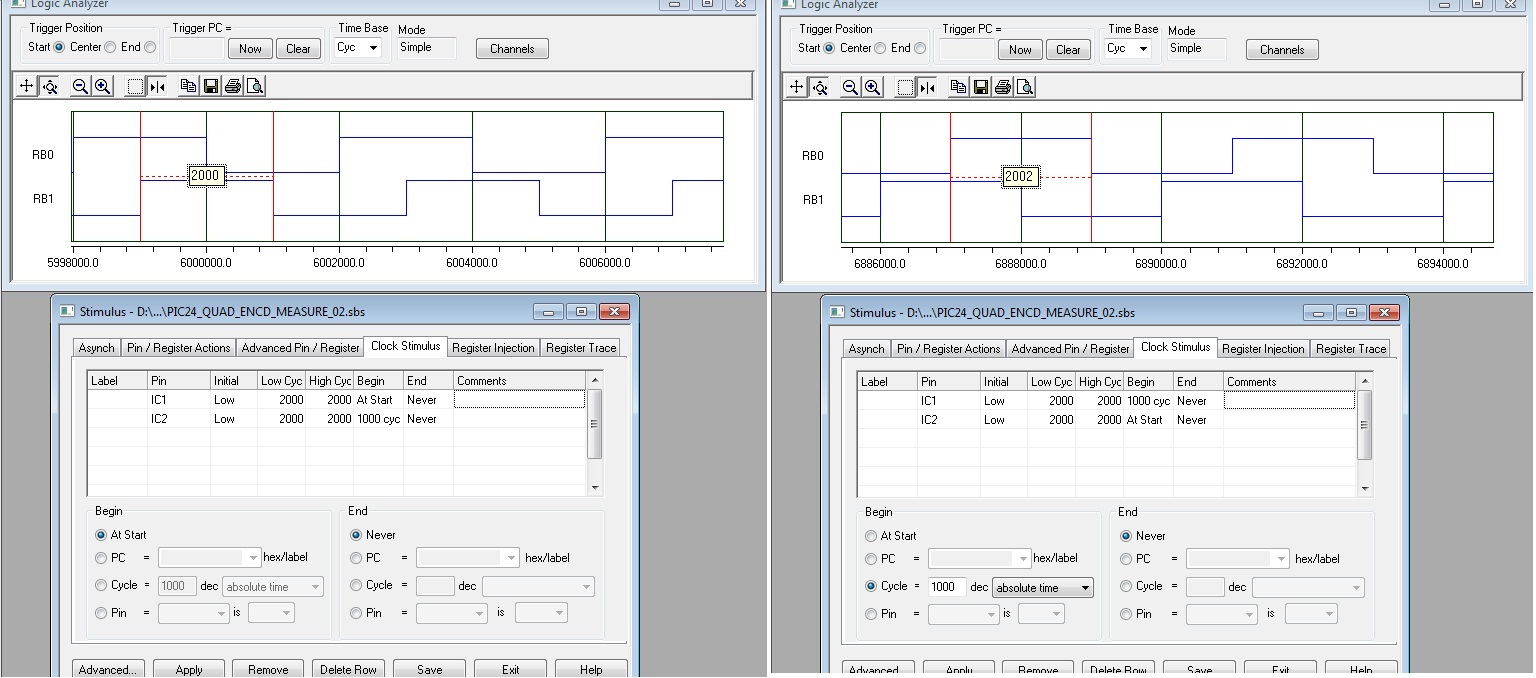 Logic Analyzer
Trigger Position Trigger PC = Time Base Mode
Start Center End Now Clear Cyc Simple Channels
RB0
2000
RB1
5998000.0 6000000.0 6002000.0 6004000.0 6006000.0
Stimulus - D:\...\PIC24_QUAD_ENCD_MEASURE_02.sbs
Asynch Pin / Register Actions Advanced Pin / Register Clock Stimulus Register Injection Register Trace
Label Pin Initial Low Cyc High Cyc Begin End Comments
IC1 Low 2000 2000 At Start Never
IC2 Low 2000 2000 1000 cyc Never
Begin End
At Start Never
PC = hex/label PC = hex/label
Cycle = 1000 dec absolute time Cycle = dec
Pin = is Pin = is
Advanced... Apply Remove Delete Row Save Exit Help
Logic Analyzer
Trigger Position Trigger PC = Time Base Mode
Start Center End Now Clear Cyc Simple Channels
RB0
2002
RB1
6886000.0 6888000.0 6890000.0 6892000.0 6894000.0
Stimulus - D:\...\PIC24_QUAD_ENCD_MEASURE_02.sbs
Asynch Pin / Register Actions Advanced Pin / Register Clock Stimulus Register Injection Register Trace
Label Pin Initial Low Cyc High Cyc Begin End Comments
IC1 Low 2000 2000 1000 cyc Never
IC2 Low 2000 2000 At Start Never
Begin End
At Start Never
PC = hex/label PC = hex/label
Cycle = 1000 dec absolute time Cycle = dec
Pin = is Pin = is
Advanced... Apply Remove Delete Row Save Exit Help